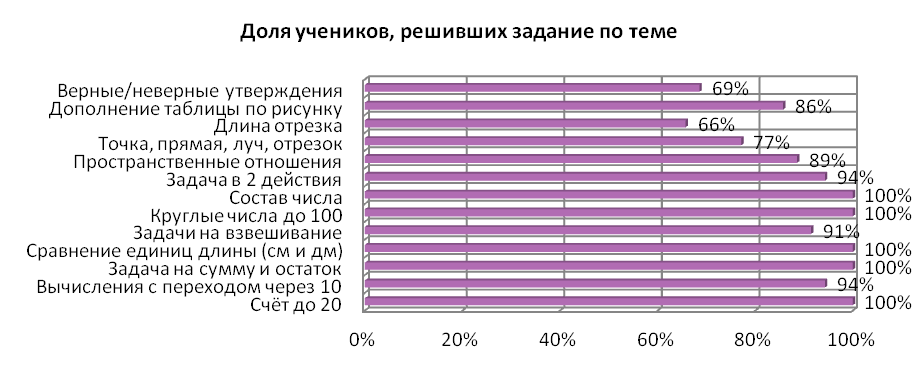 Доля учеников, решивших задание по теме
Верные/неверные утверждения 69%
Дополнение таблицы по рисунку 86%
Длина отрезка 66%
Точка, прямая, луч, отрезок 77%
Пространственные отношения 89%
Задача в 2 действия 94%
Состав числа 100%
Круглые числа до 100 100%
Задачи на взвешивание 91%
Сравнение единиц длины (см и дм) 100%
Задача на сумму и остаток 100%
Вычисления с переходом через 10 94%
Счёт до 20 100%
0% 20% 40% 60% 80% 100%